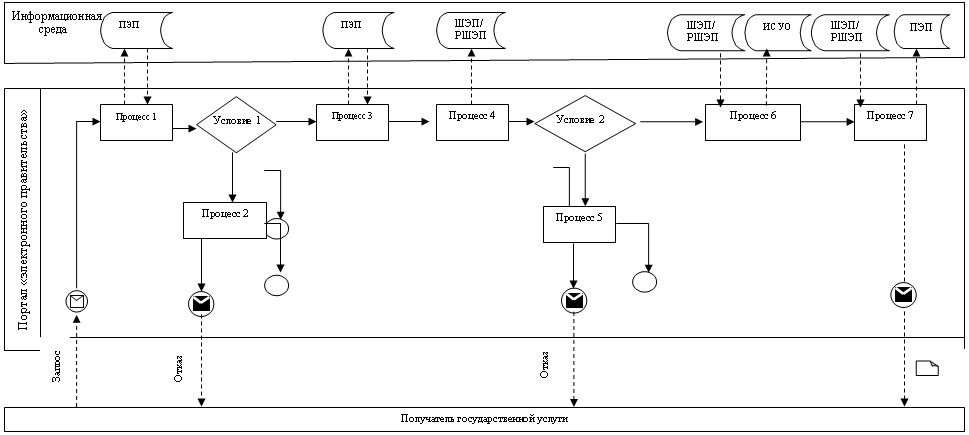 Информационная
среда
ПЭП
ПЭП
ШЭП/
РШЭП
ШЭП/
РШЭП
ИС УО
ШЭП/
РШЭП
ПЭП
Портал «электронного правительства»
Процесс 1
Условие 1
Процесс 3
Процесс 4
Условие 2
Процесс 6
Процесс 7
Процесс 2
Процесс 5
Запрос
Отказ
Отказ
Получатель государственной услуги